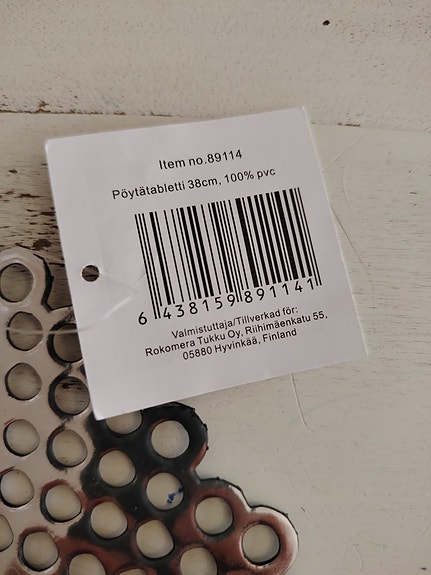 Item no.89114
Pöytätabletti 38cm, 100% pvc
6 438159 891141
Valmistuttaja/Tillverkad för:
Rokomera Tukku Oy, Riihimäenkatu 55,
05880 Hyvinkää, Finland